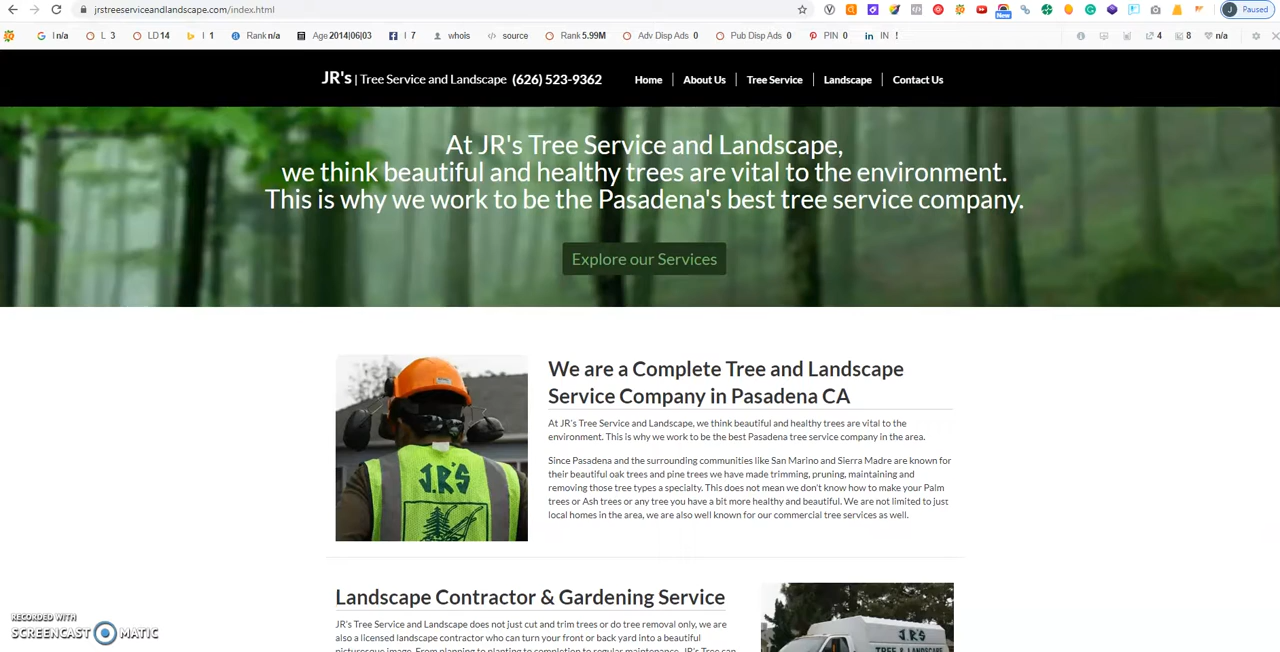 jrstreeserviceandlandscape.com/index.html
New
J Paused
I n/a L 3 LD 14 I 1 Rank n/a Age 2014|06|03 I 7 whois source Rank 5.99M Adv Disp Ads 0 Pub Disp Ads 0 PIN 0 IN ! 4 8 n/a
JR's | Tree Service and Landscape (626) 523-9362 Home About Us Tree Service Landscape Contact Us
At JR's Tree Service and Landscape,
we think beautiful and healthy trees are vital to the environment.
This is why we work to be the Pasadena's best tree service company.
Explore our Services
We are a Complete Tree and Landscape
Service Company in Pasadena CA
At JR's Tree Service and Landscape, we think beautiful and healthy trees are vital to the
environment. This is why we work to be the best Pasadena tree service company in the area.
Since Pasadena and the surrounding communities like San Marino and Sierra Madre are known for
their beautiful oak trees and pine trees we have made trimming, pruning, maintaining and
removing those tree types a specialty. This does not mean we don't know how to make your Palm
trees or Ash trees or any tree you have a bit more healthy and beautiful. We are not limited to just
local homes in the area, we are also well known for our commercial tree services as well.
J.R'S
Landscape Contractor & Gardening Service
JR's Tree Service and Landscape does not just cut and trim trees or do tree removal only, we are
also a licensed landscape contractor who can turn your front or back yard into a beautiful
picturesque image. From planning to planting to completion to regular maintenance, JR's Tree can
J.R'S
TREE & LANDSCAPE
RECORDED WITH
SCREENCAST MATIC